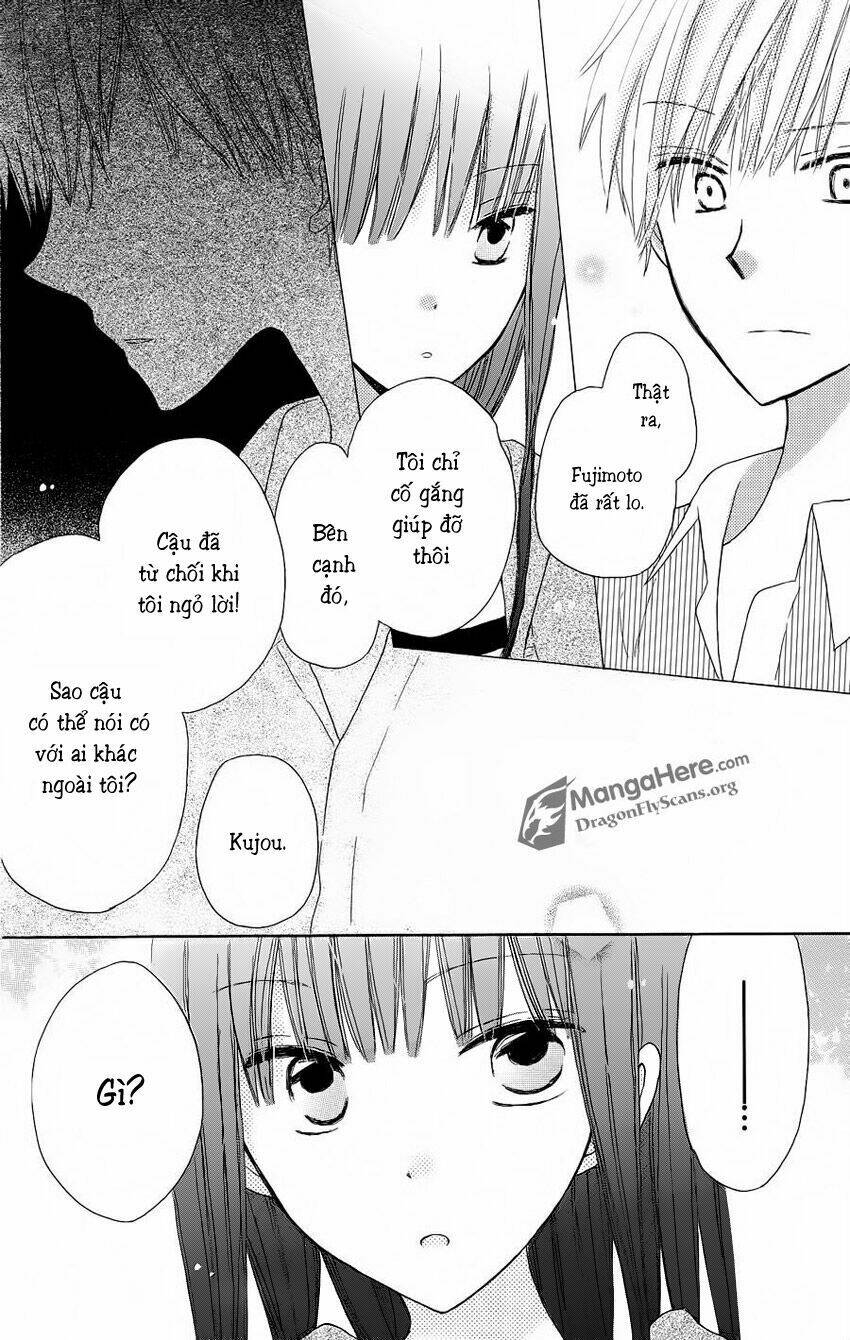 Thật
ra,
Fujimoto
đã rất lo.
Tôi chỉ
cố gắng
giúp đỡ
thôi
Bên
cạnh
đó,
Cậu đã
từ chối khi
tôi ngỏ lời!
Sao cậu
có thể nói có
với ai khác
ngoài tôi?
Kujou.
MangaHere.com
DragonFlyScans.org
—...
Gì?